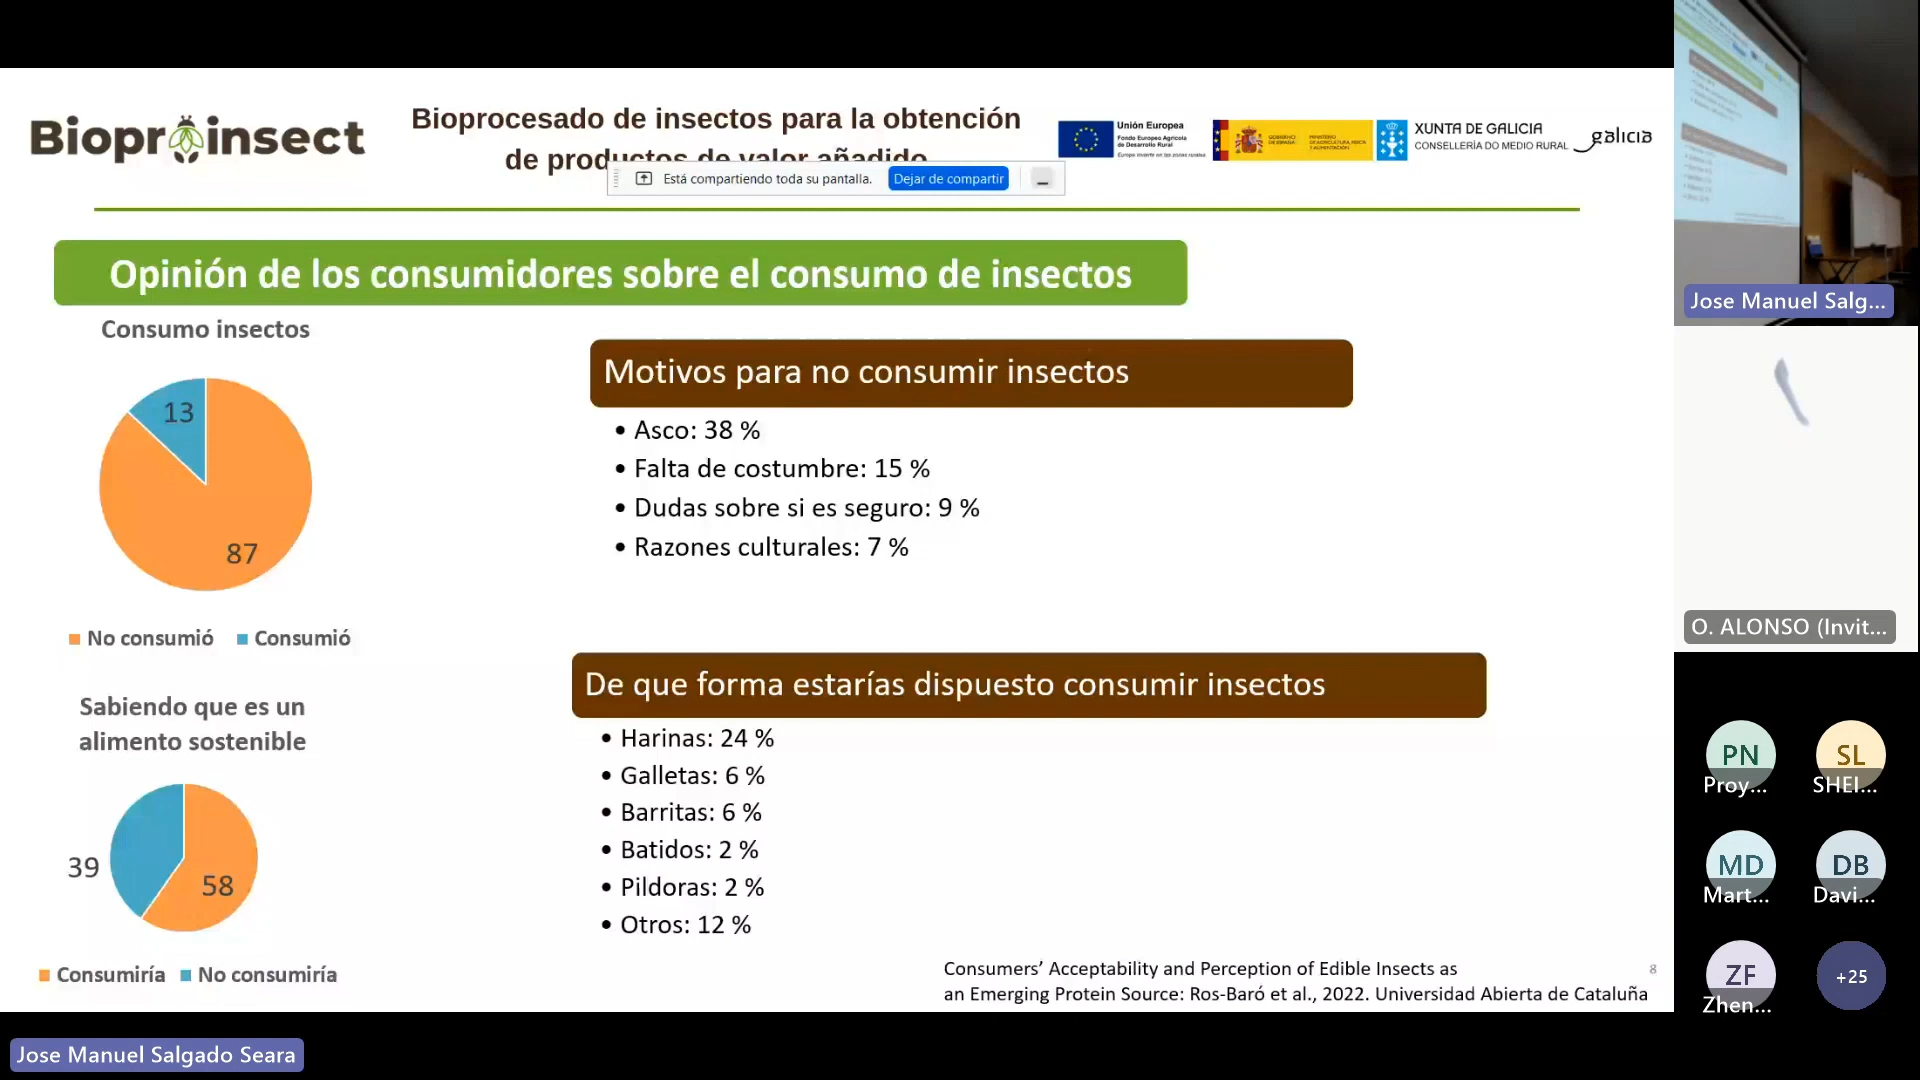 Bioproinsect
Bioprocesado de insectos para la obtención
de productos de valor añadido
Unión Europea
Fondo Europeo Agrícola
de Desarrollo Rural
Europa invierte en las zonas rurales
GOBIERNO
DE ESPAÑA
MINISTERIO
DE AGRICULTURA, PESCA
Y ALIMENTACIÓN
XUNTA DE GALICIA
CONSELLERÍA DO MEDIO RURAL
galicia
Está compartiendo toda su pantalla.
Dejar de compartir
Opinión de los consumidores sobre el consumo de insectos
Consumo insectos
13
87
No consumió
Consumió
Sabiendo que es un
alimento sostenible
39
58
Consumiría
No consumiría
Motivos para no consumir insectos
• Asco: 38 %
• Falta de costumbre: 15 %
• Dudas sobre si es seguro: 9 %
• Razones culturales: 7 %
De que forma estarías dispuesto consumir insectos
• Harinas: 24 %
• Galletas: 6 %
• Barritas: 6 %
• Batidos: 2 %
• Pildoras: 2 %
• Otros: 12 %
Consumers’ Acceptability and Perception of Edible Insects as
an Emerging Protein Source: Ros-Baró et al., 2022. Universidad Abierta de Cataluña
8
Jose Manuel Salg...
O. ALONSO (Invit...
PN
Proy...
SL
SHEI...
MD
Mart...
DB
Davi...
ZF
Zhen...
+25
Jose Manuel Salgado Seara